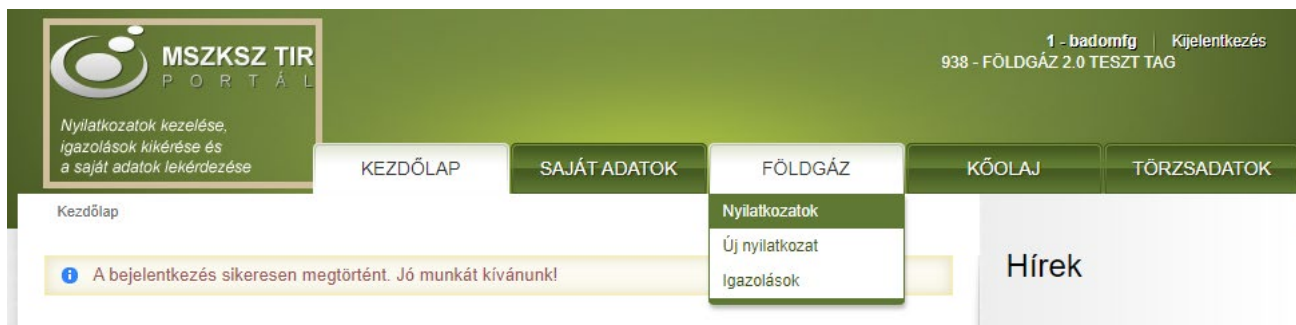 MSZKSZ TIR
PORTÁL
Nyilatkozatok kezelése,
igazolások kikérése és
a saját adatok lekérdezése
1 - badomfg | Kijelentkezés
938 - FÖLDGÁZ 2.0 TESZT TAG
KEZDŐLAP SAJÁT ADATOK FÖLDGÁZ KŐOLAJ TÖRZSADATOK
Kezdőlap
Nyilatkozatok
Új nyilatkozat
Igazolások
A bejelentkezés sikeresen megtörtént. Jó munkát kívánunk!
Hírek